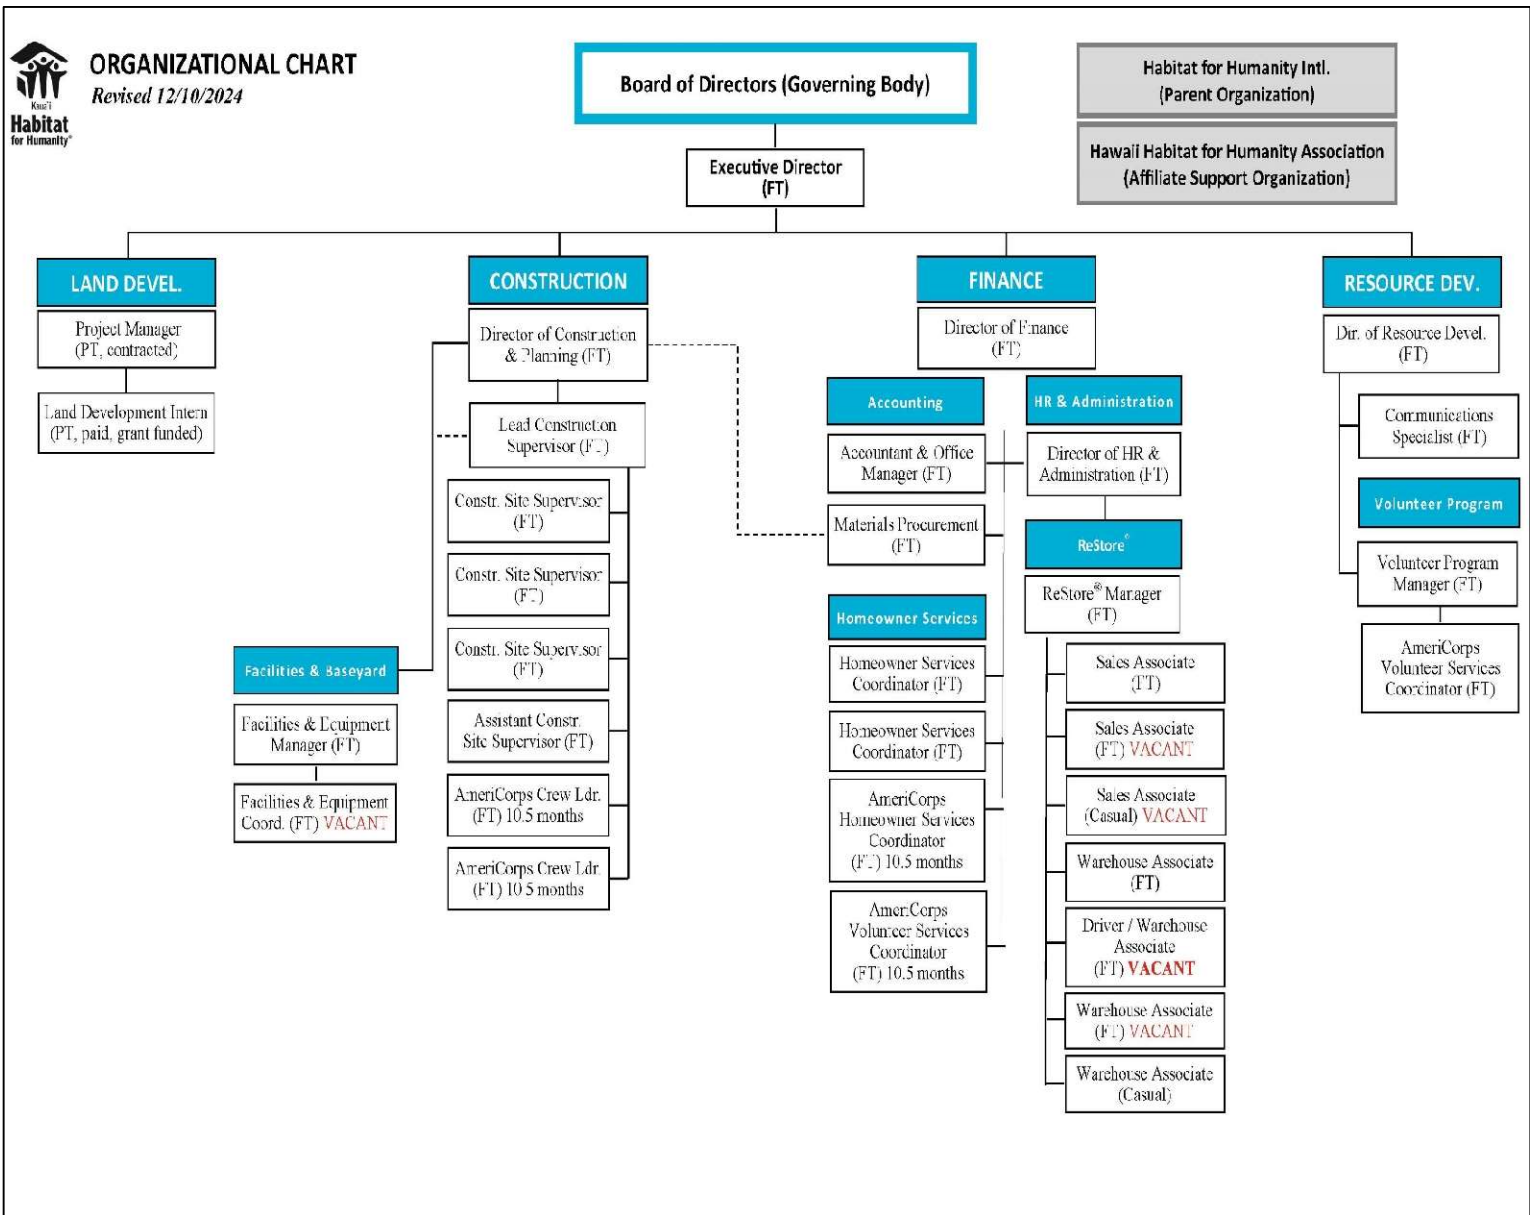 ORGANIZATIONAL CHART
Revised 12/10/2024
Kaua'i
Habitat
for Humanity®
Board of Directors (Governing Body)
Habitat for Humanity Intl.
(Parent Organization)
Hawaii Habitat for Humanity Association
(Affiliate Support Organization)
Executive Director
(FT)
LAND DEVEL.
Project Manager
(PT, contracted)
Land Development Intern
(PT, paid, grant funded)
CONSTRUCTION
Director of Construction
& Planning (FT)
Lead Construction
Supervisor (FT)
Constr. Site Supervisor
(FT)
Constr. Site Supervisor
(FT)
Constr. Site Supervisor
(FT)
Assistant Constr.
Site Supervisor (FT)
AmeriCorps Crew Ldr.
(FT) 10.5 months
AmeriCorps Crew Ldr.
(FT) 10.5 months
Facilities & Baseyard
Facilities & Equipment
Manager (FT)
Facilities & Equipment
Coord. (FT) VACANT
FINANCE
Director of Finance
(FT)
Accounting
Accountant & Office
Manager (FT)
Materials Procurement
(FT)
Homeowner Services
Homeowner Services
Coordinator (FT)
Homeowner Services
Coordinator (FT)
AmeriCorps
Homeowner Services
Coordinator
(FT) 10.5 months
AmeriCorps
Volunteer Services
Coordinator
(FT) 10.5 months
HR & Administration
Director of HR &
Administration (FT)
ReStore®
ReStore® Manager
(FT)
Sales Associate
(FT)
Sales Associate
(FT) VACANT
Sales Associate
(Casual) VACANT
Warehouse Associate
(FT)
Driver / Warehouse
Associate
(FT) VACANT
Warehouse Associate
(FT) VACANT
Warehouse Associate
(Casual)
RESOURCE DEV.
Dir. of Resource Devel.
(FT)
Communications
Specialist (FT)
Volunteer Program
Volunteer Program
Manager (FT)
AmeriCorps
Volunteer Services
Coordinator (FT)